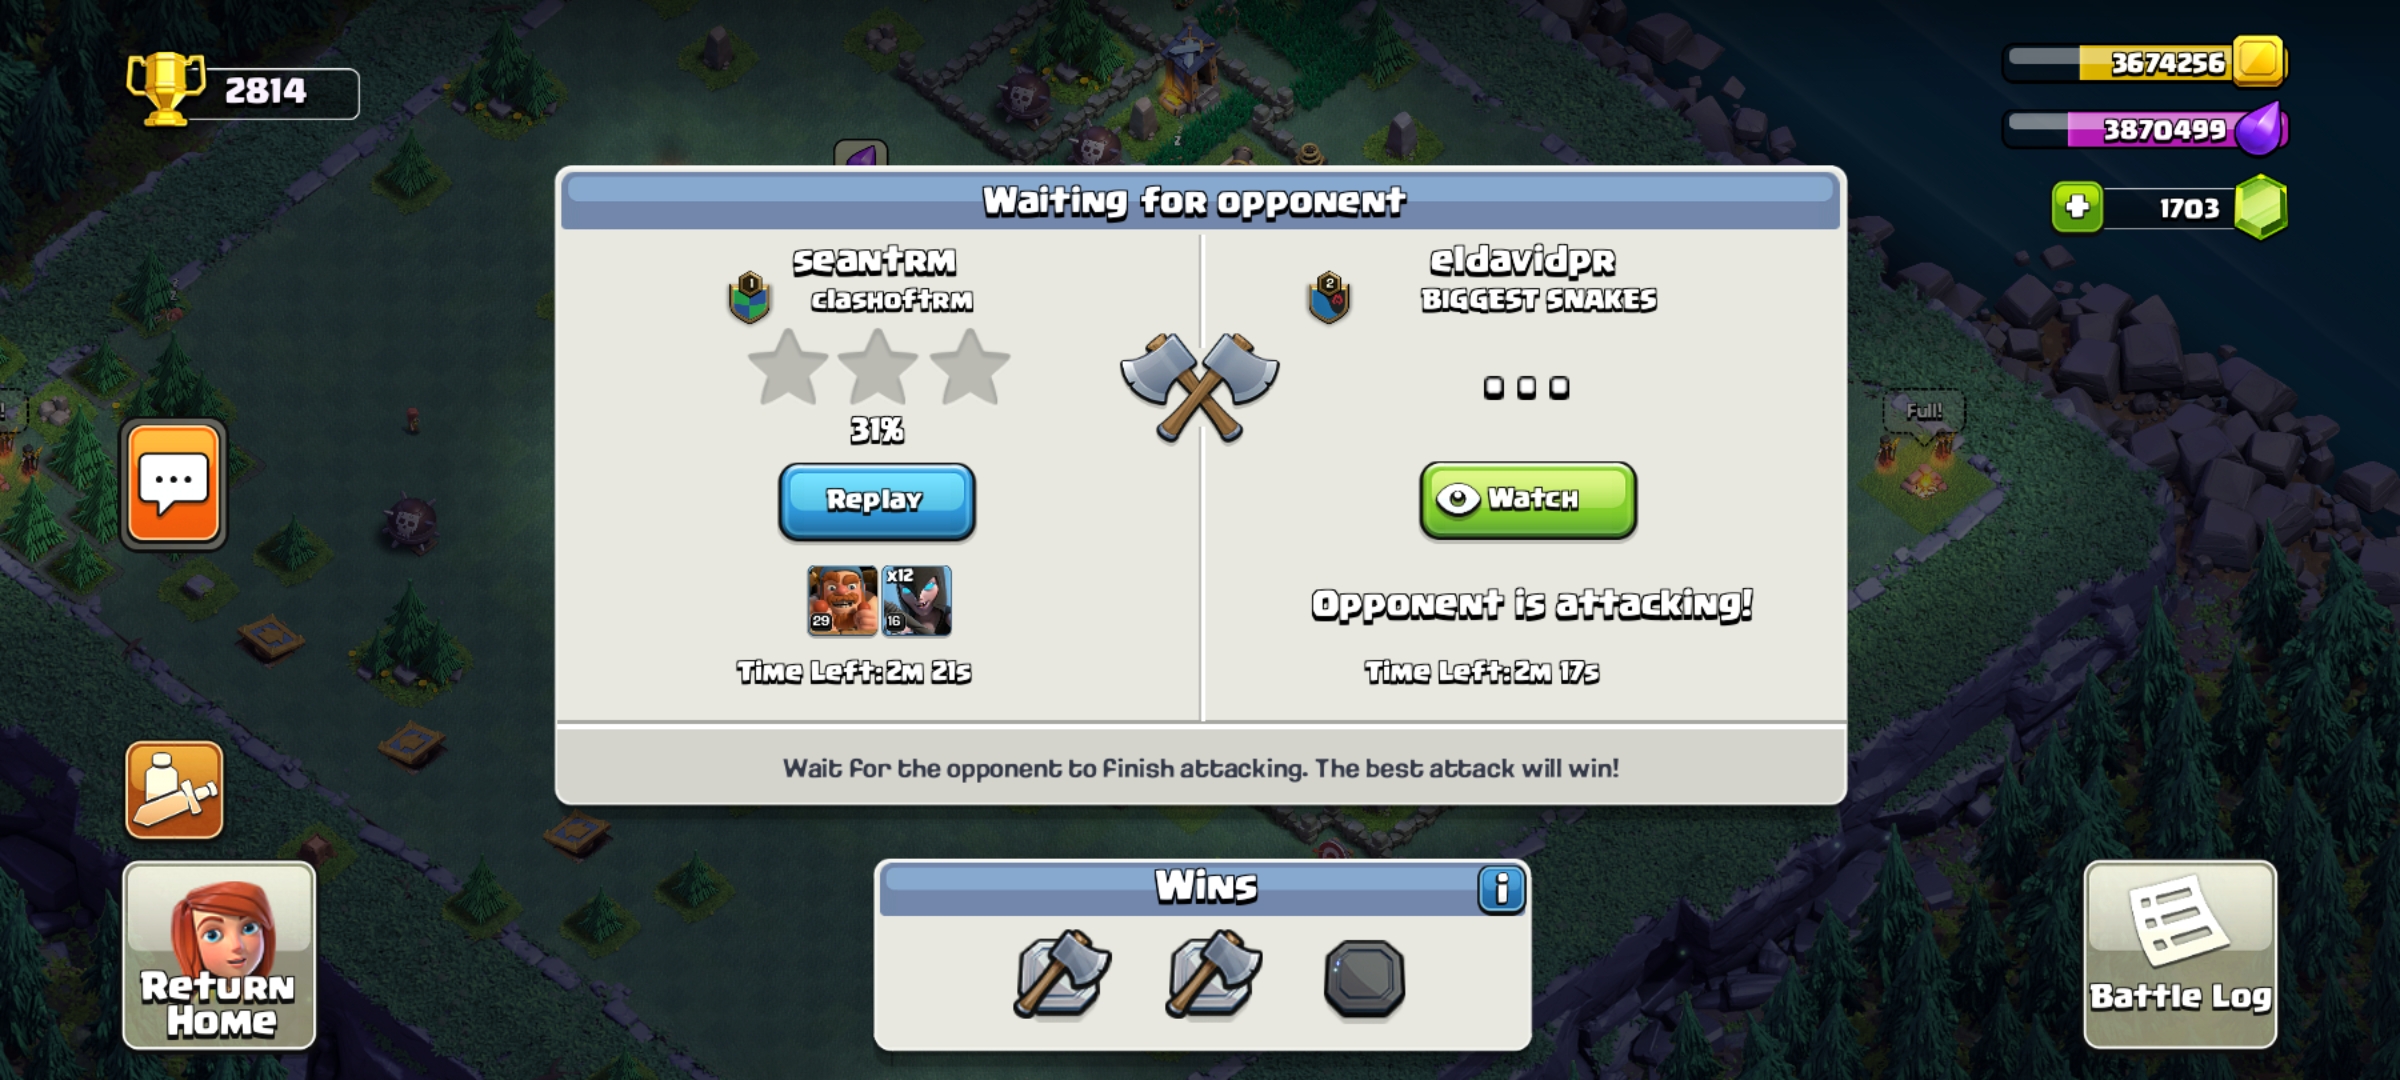 2814
3674256
3870499
1703
Waiting for opponent
seantrm
clashoftrm
1
31%
Replay
29
x12
16
Time Left:2m 21s
eldavidpr
BIGGEST SNAKES
2
Watch
Opponent is attacking!
Time Left:2m 17s
Wait for the opponent to finish attacking. The best attack will win!
Full!
Wins
i
Return
Home
Battle Log